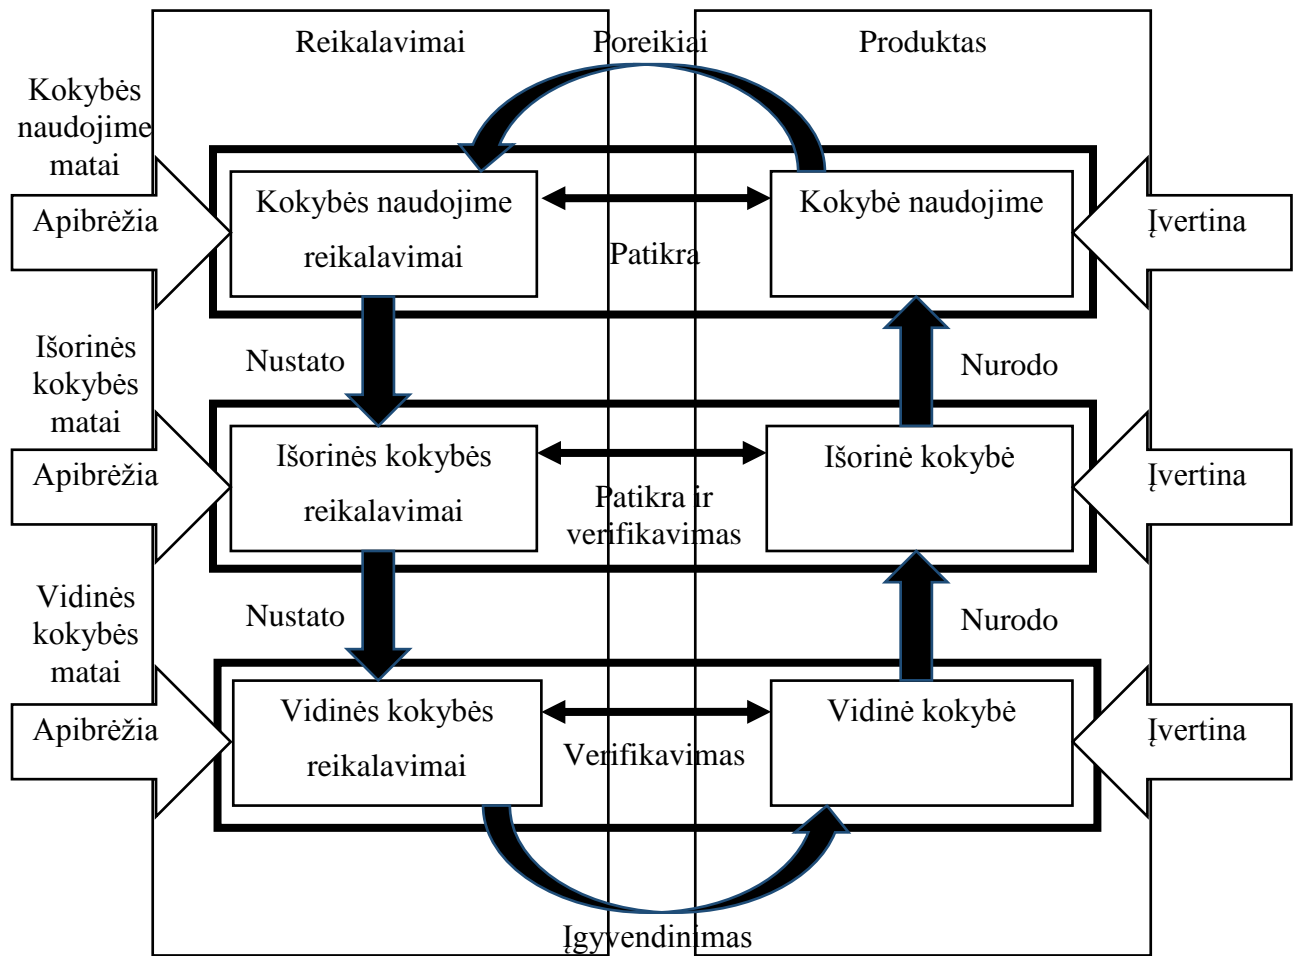 Reikalavimai
Poreikiai
Produktas
Kokybės
naudojime
matai
Apibrėžia
Kokybės naudojime
reikalavimai
Patikra
Kokybė naudojime
Įvertina
Nustato
Nurodo
Išorinės
kokybės
matai
Apibrėžia
Išorinės kokybės
reikalavimai
Patikra ir
verifikavimas
Išorinė kokybė
Įvertina
Nustato
Nurodo
Vidinės
kokybės
matai
Apibrėžia
Vidinės kokybės
reikalavimai
Verifikavimas
Vidinė kokybė
Įvertina
Įgyvendinimas